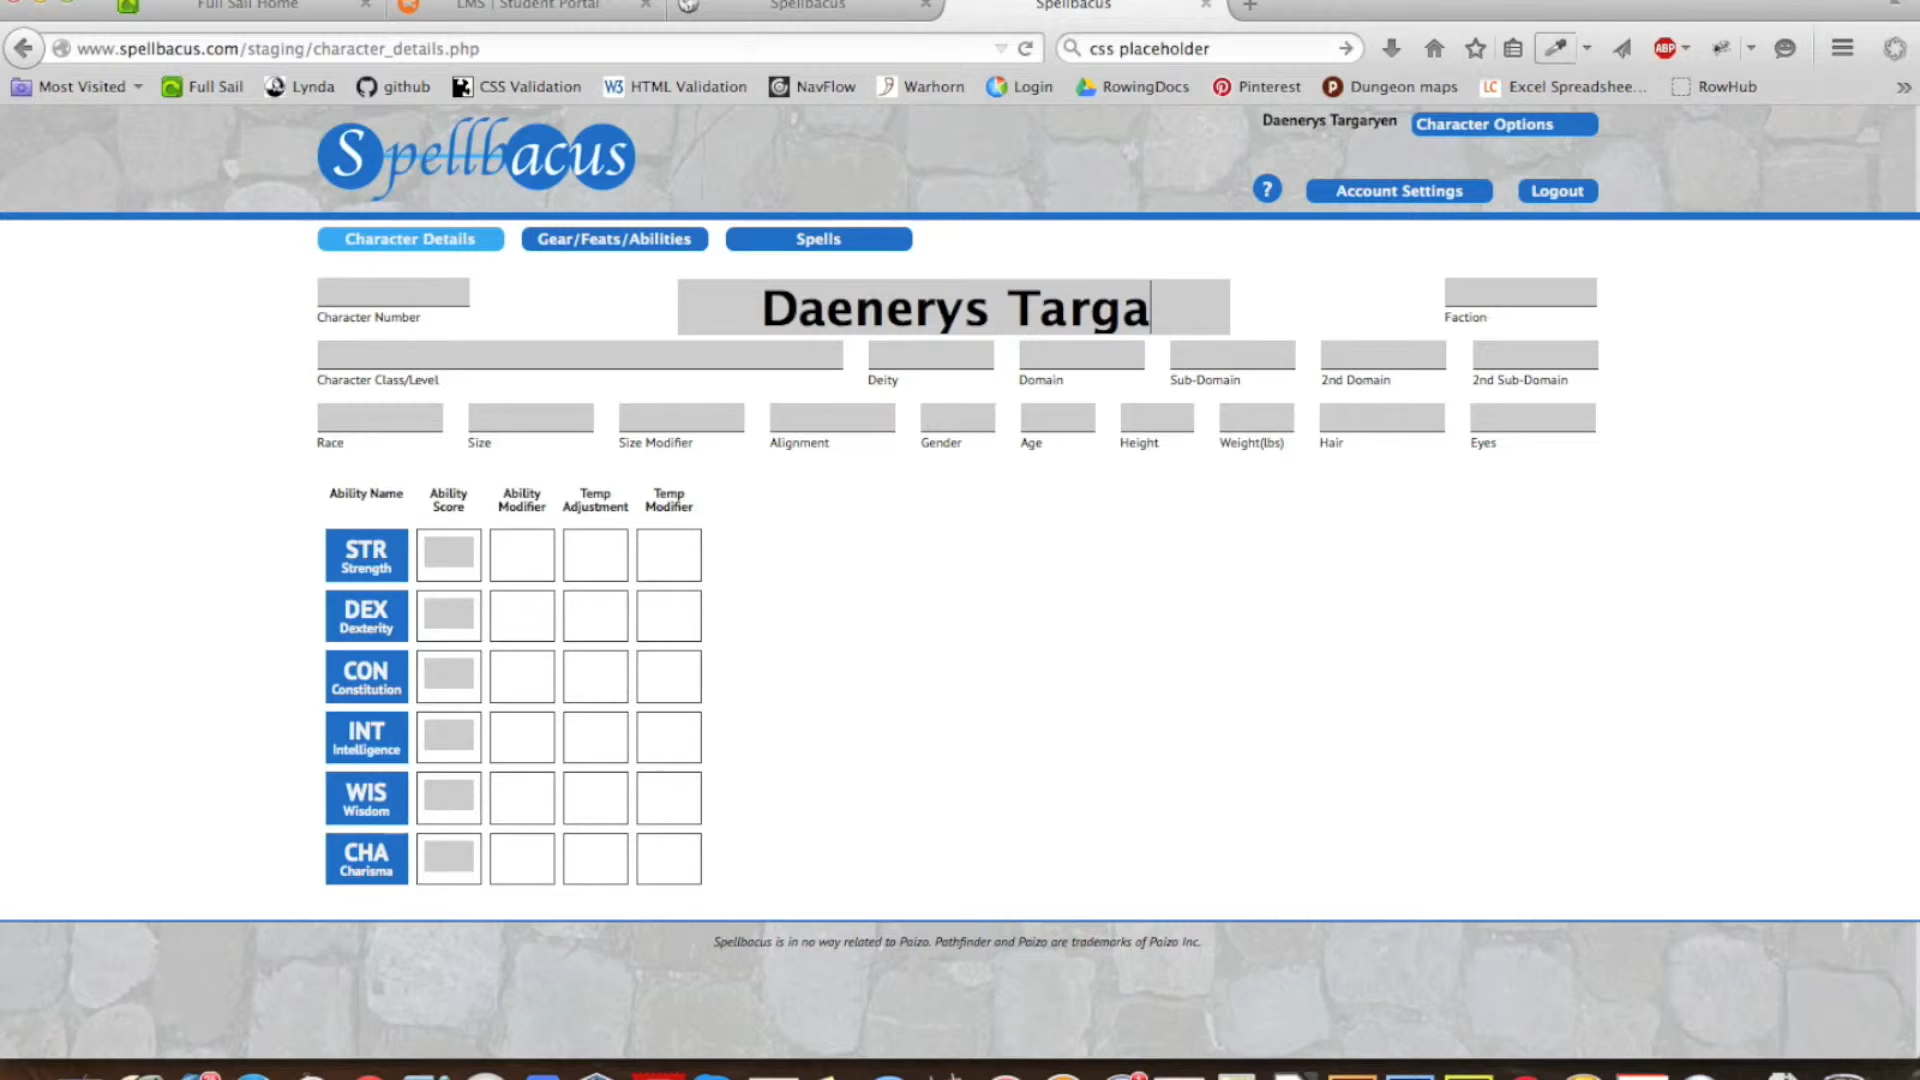 Full Sail Home
LMS | Student Portal
Spellbacus
Spellbacus
www.spellbacus.com/staging/character_details.php
css placeholder
ABP
Most Visited
Full Sail
Lynda
github
CSS Validation
W3 HTML Validation
NavFlow
Warhorn
Login
RowingDocs
Pinterest
Dungeon maps
LC Excel Spreadshee...
RowHub
Spellbacus
Daenerys Targaryen
Character Options
?
Account Settings
Logout
Character Details
Gear/Feats/Abilities
Spells
Daenerys Targa
Character Number
Faction
Character Class/Level
Deity
Domain
Sub-Domain
2nd Domain
2nd Sub-Domain
Race
Size
Size Modifier
Alignment
Gender
Age
Height
Weight(lbs)
Hair
Eyes
Ability Name
Ability
Score
Ability
Modifier
Temp
Adjustment
Temp
Modifier
STR
Strength
DEX
Dexterity
CON
Constitution
INT
Intelligence
WIS
Wisdom
CHA
Charisma
Spellbacus is in no way related to Paizo. Pathfinder and Paizo are trademarks of Paizo Inc.